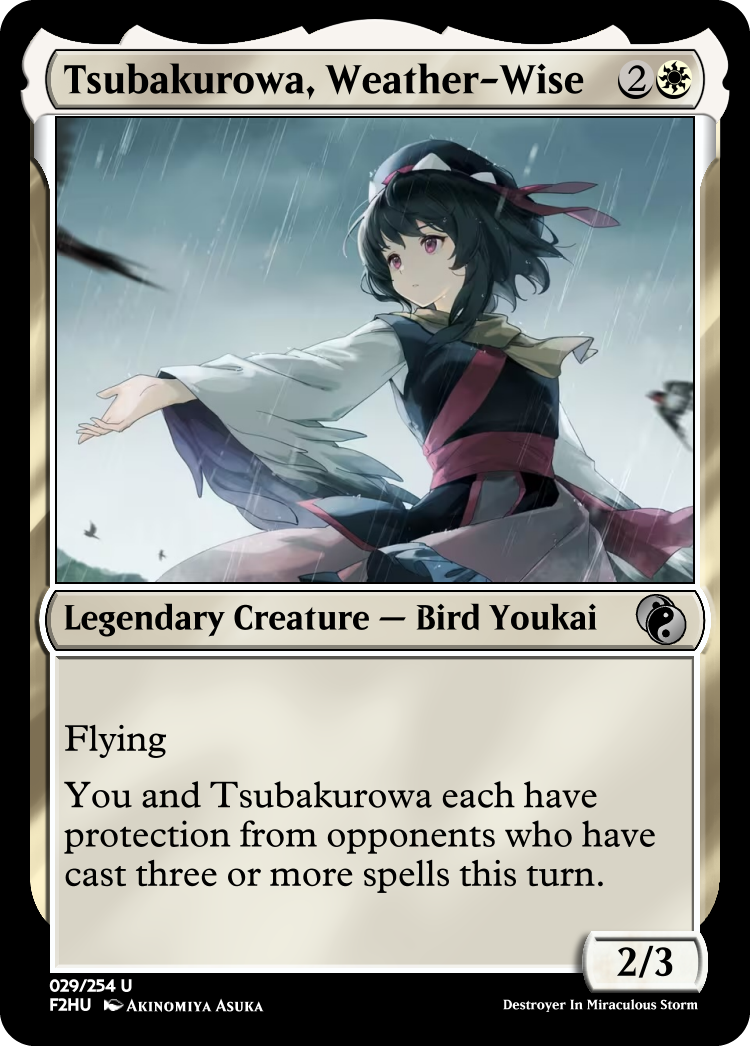 Tsubakurowa, Weather-Wise 2
Legendary Creature — Bird Youkai
Flying
You and Tsubakurowa each have
protection from opponents who have
cast three or more spells this turn.
2/3
029/254 U
F2HU AKINOMIYA ASUKA
Destroyer In Miraculous Storm